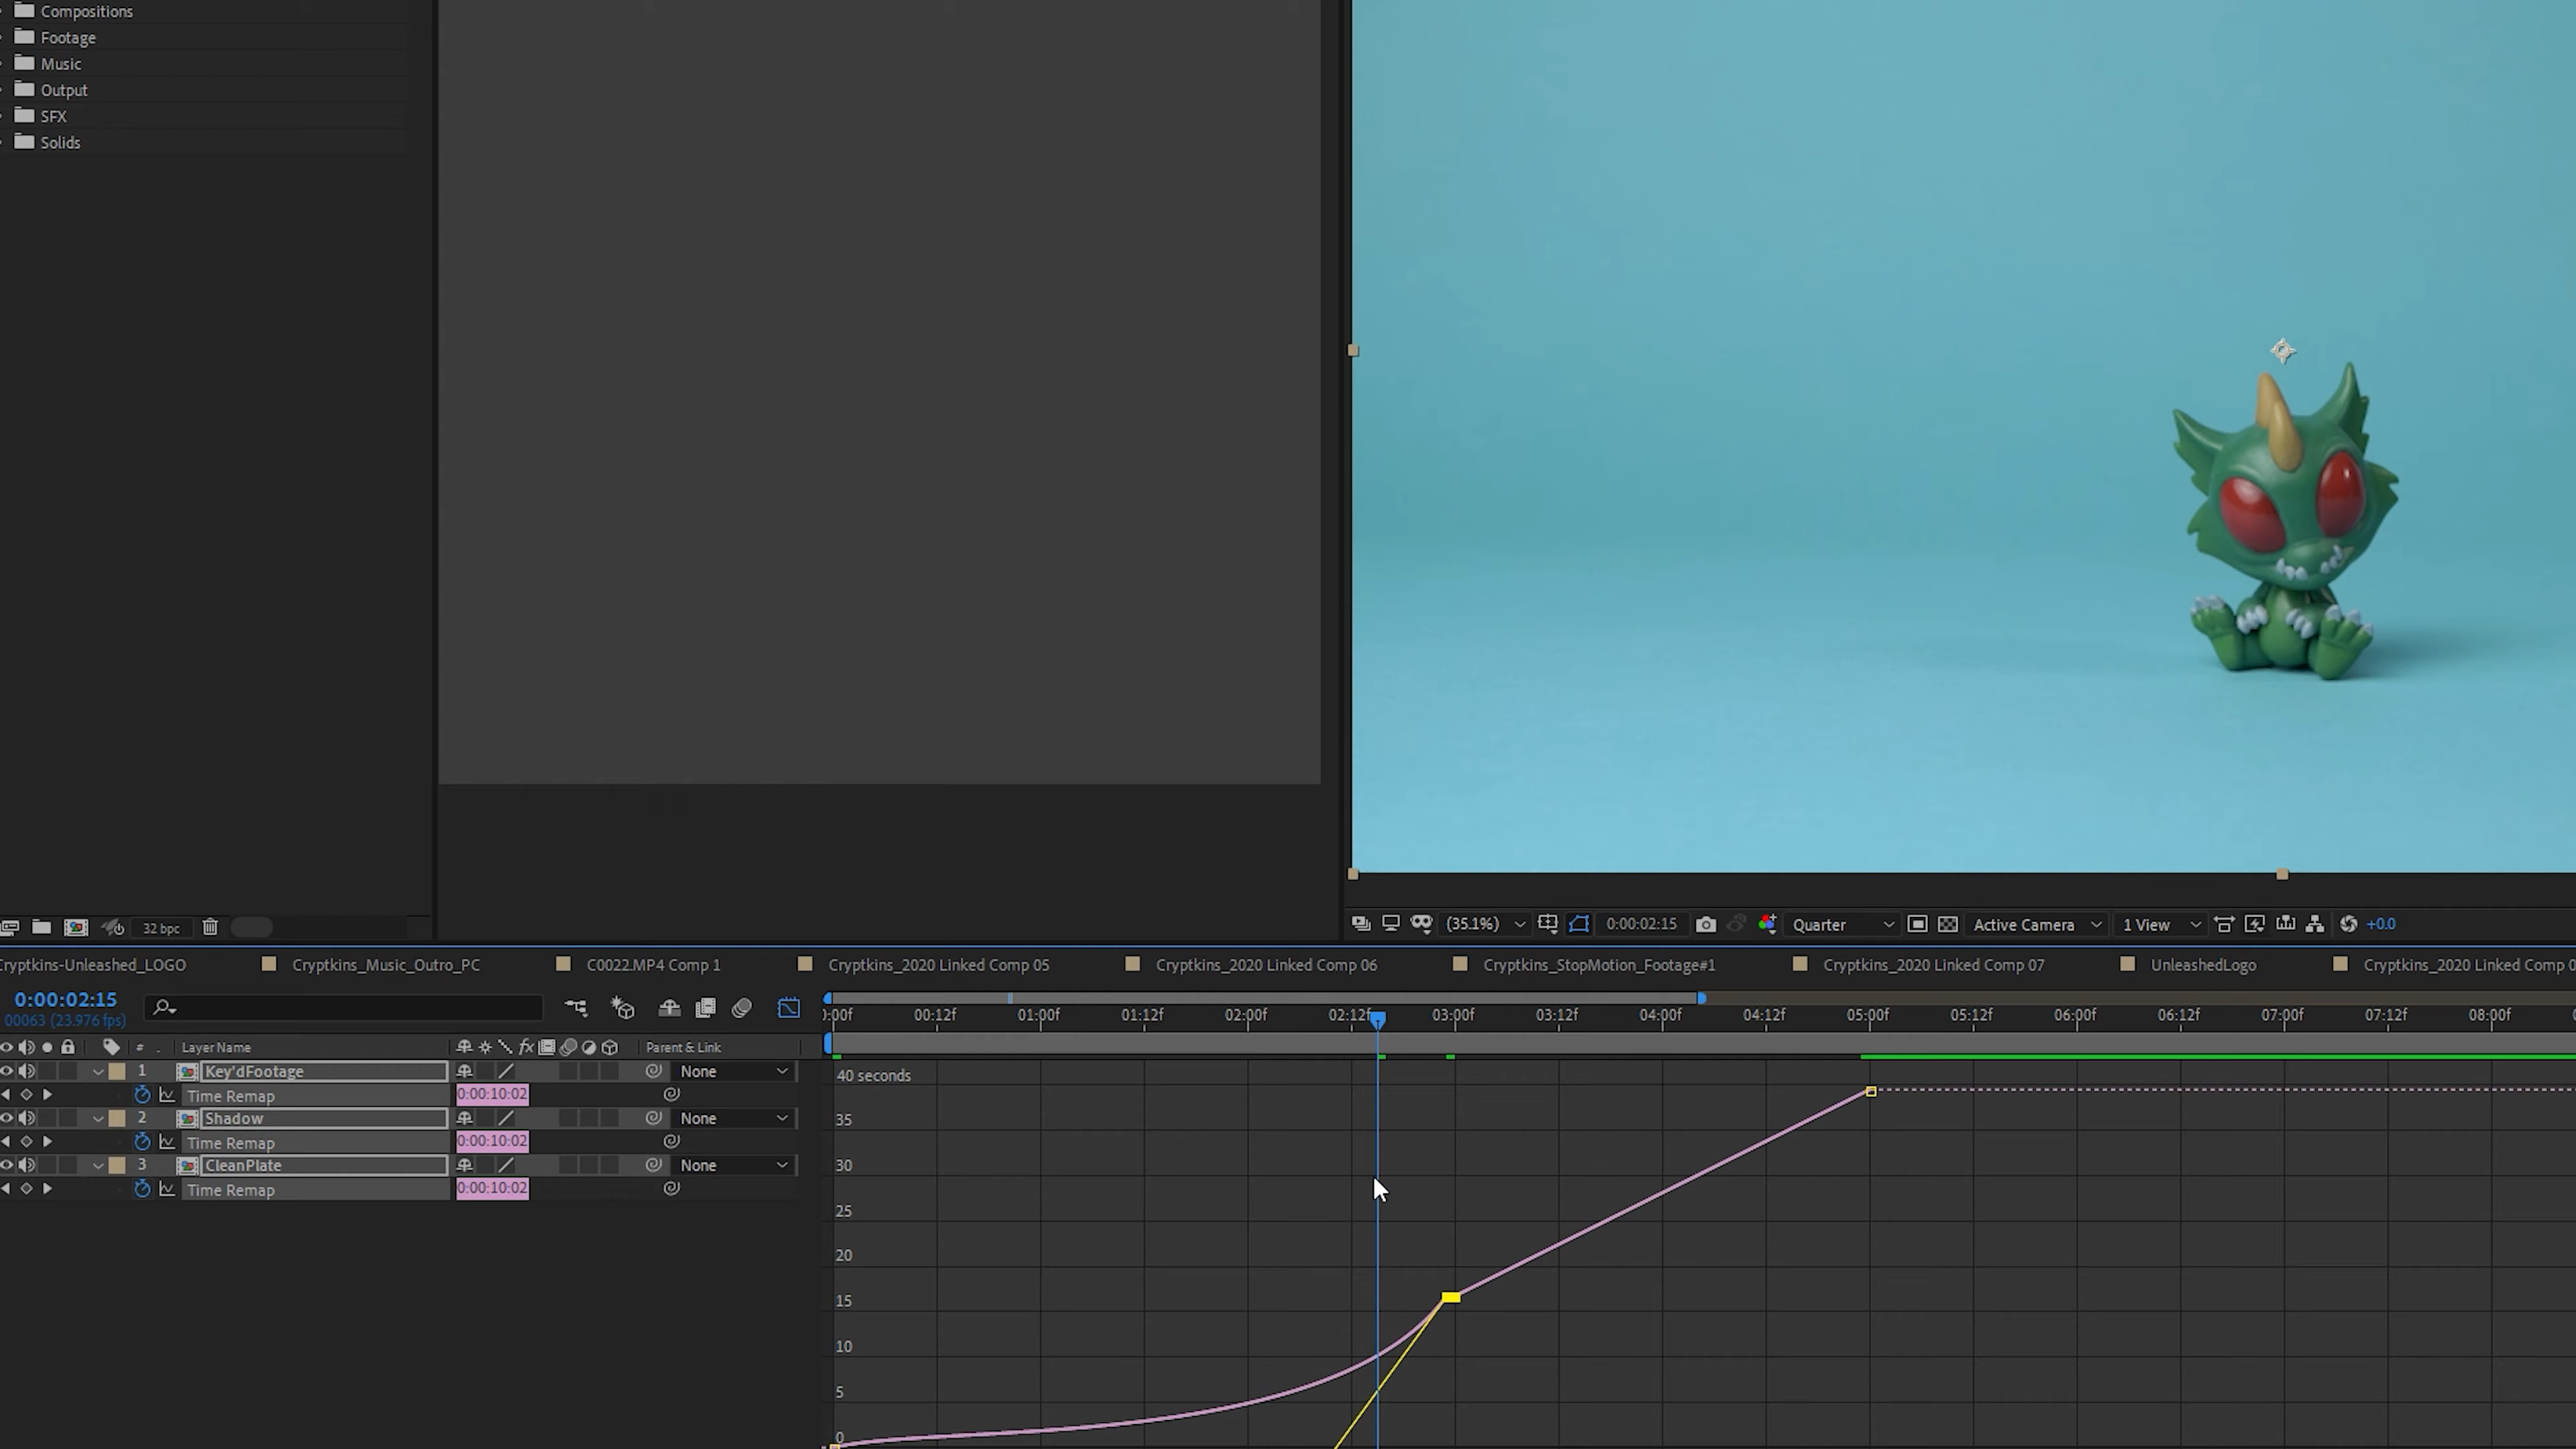 Compositions
Footage
Music
Output
SFX
Solids
32 bpc
(35.1%) 0:00:02:15 Quarter Active Camera 1 View +0.0
Cryptkins-Unleashed_LOGO Cryptkins_Music_Outro_PC C0022.MP4 Comp 1 Cryptkins_2020 Linked Comp 05 Cryptkins_2020 Linked Comp 06 Cryptkins_StopMotion_Footage#1 Cryptkins_2020 Linked Comp 07 UnleashedLogo Cryptkins_2020 Linked Comp
0:00:02:15
00063 (23.976 fps)
:00f 00:12f 01:00f 01:12f 02:00f 02:12f 03:00f 03:12f 04:00f 04:12f 05:00f 05:12f 06:00f 06:12f 07:00f 07:12f 08:00f
# . Layer Name fx Parent & Link
1 Key'dFootage None
Time Remap 0:00:10:02
2 Shadow None
Time Remap 0:00:10:02
3 CleanPlate None
Time Remap 0:00:10:02
40 seconds
35
30
25
20
15
10
5
0